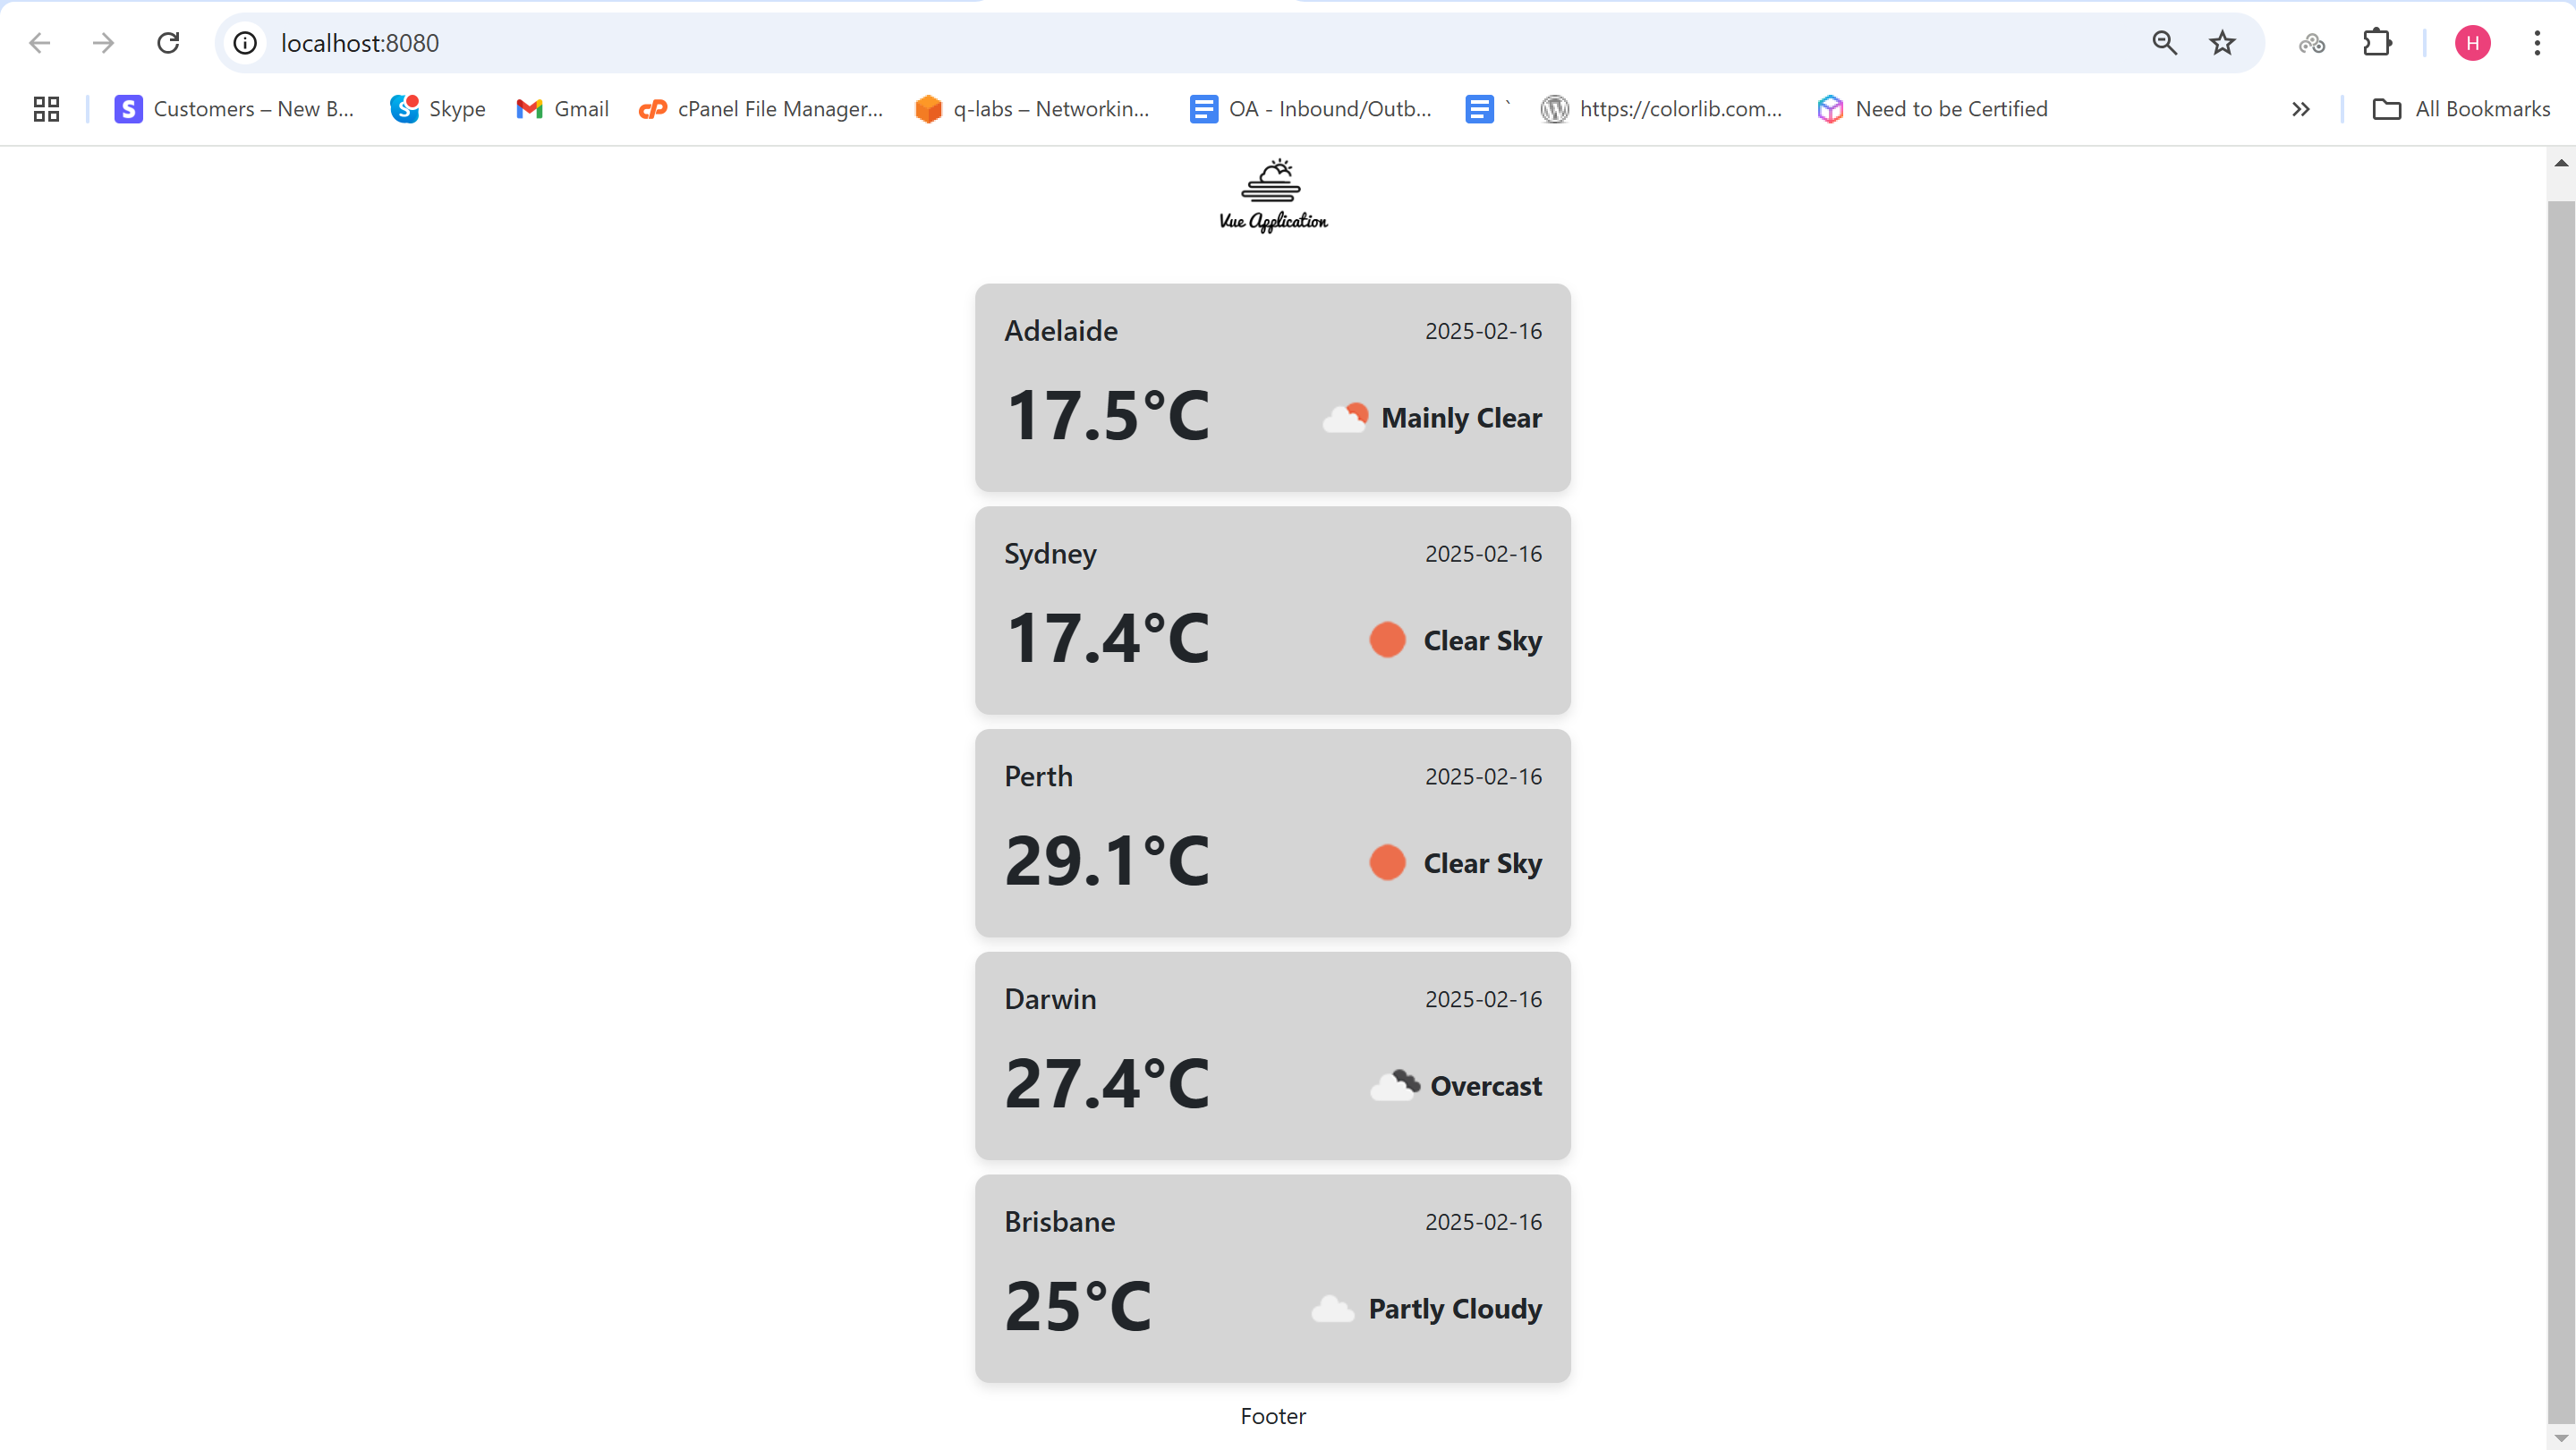 localhost:8080
H
Customers – New B...
Skype
Gmail
cPanel File Manager...
q-labs – Networkin...
OA - Inbound/Outb...
`
https://colorlib.com...
Need to be Certified
All Bookmarks
Vue Application
Adelaide 2025-02-16
17.5°C Mainly Clear
Sydney 2025-02-16
17.4°C Clear Sky
Perth 2025-02-16
29.1°C Clear Sky
Darwin 2025-02-16
27.4°C Overcast
Brisbane 2025-02-16
25°C Partly Cloudy
Footer